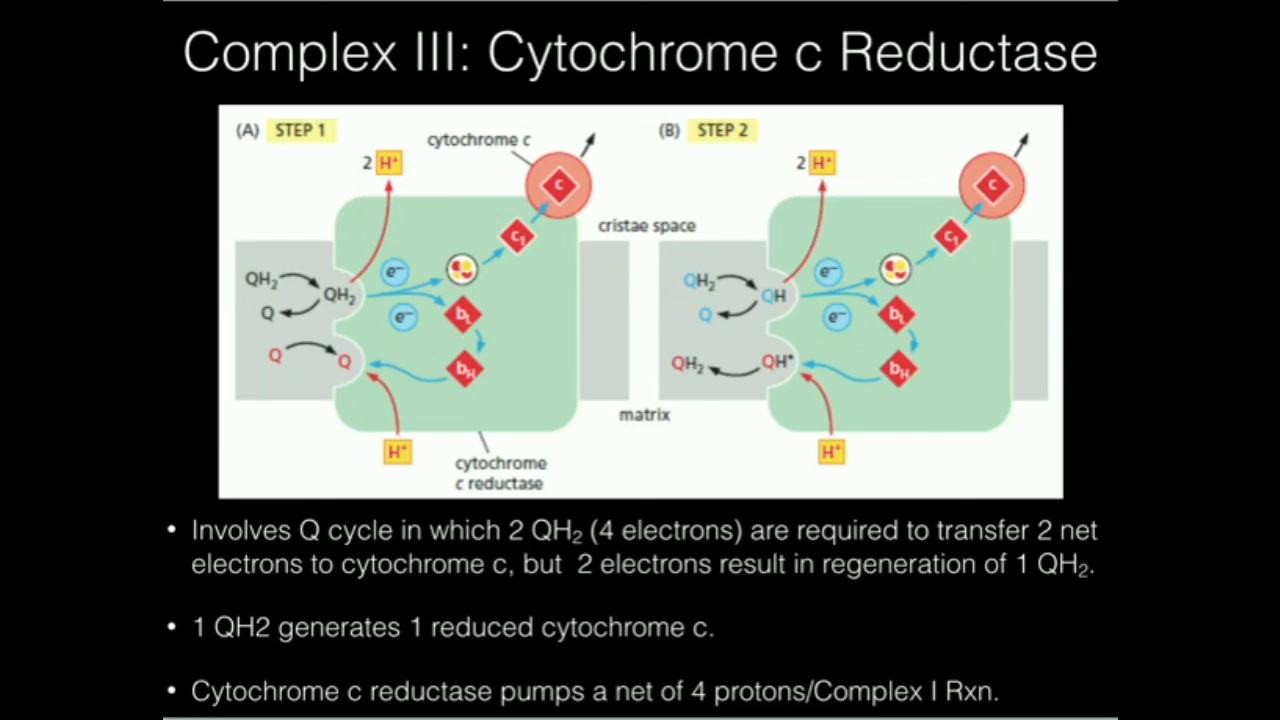 Complex III: Cytochrome c Reductase
(A) STEP 1
cytochrome c
2 H⁺
c
c₁
cristae space
QH₂
QH₂
Q
e⁻
e⁻
bL
Q
Q
bH
matrix
H⁺
cytochrome
c reductase
(B) STEP 2
2 H⁺
c
c₁
QH₂
QH
Q
e⁻
e⁻
bL
QH₂
QH•
bH
H⁺
• Involves Q cycle in which 2 QH₂ (4 electrons) are required to transfer 2 net
electrons to cytochrome c, but 2 electrons result in regeneration of 1 QH₂.
• 1 QH2 generates 1 reduced cytochrome c.
• Cytochrome c reductase pumps a net of 4 protons/Complex I Rxn.